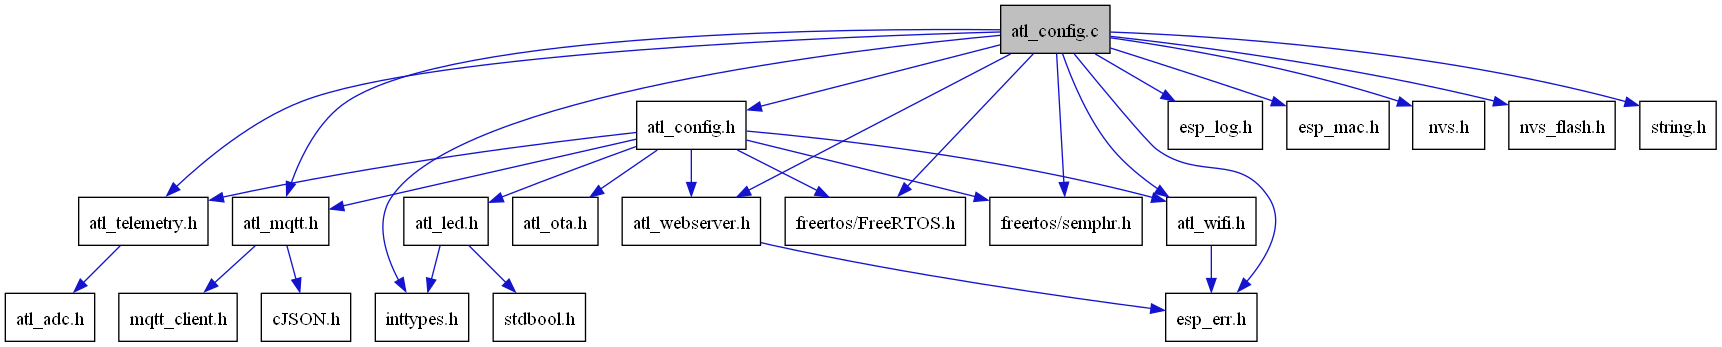 atl_config.c
atl_config.h
esp_log.h
esp_mac.h
nvs.h
nvs_flash.h
string.h
atl_telemetry.h
atl_mqtt.h
atl_led.h
atl_ota.h
atl_webserver.h
freertos/FreeRTOS.h
freertos/semphr.h
atl_wifi.h
atl_adc.h
mqtt_client.h
cJSON.h
inttypes.h
stdbool.h
esp_err.h